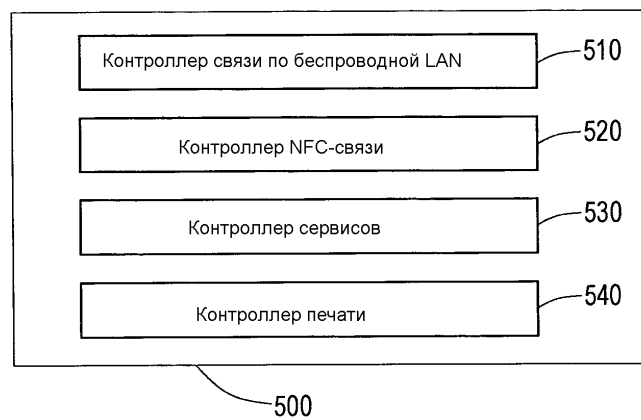 Контроллер связи по беспроводной LAN
510
Контроллер NFC-связи
520
Контроллер сервисов
530
Контроллер печати
540
500